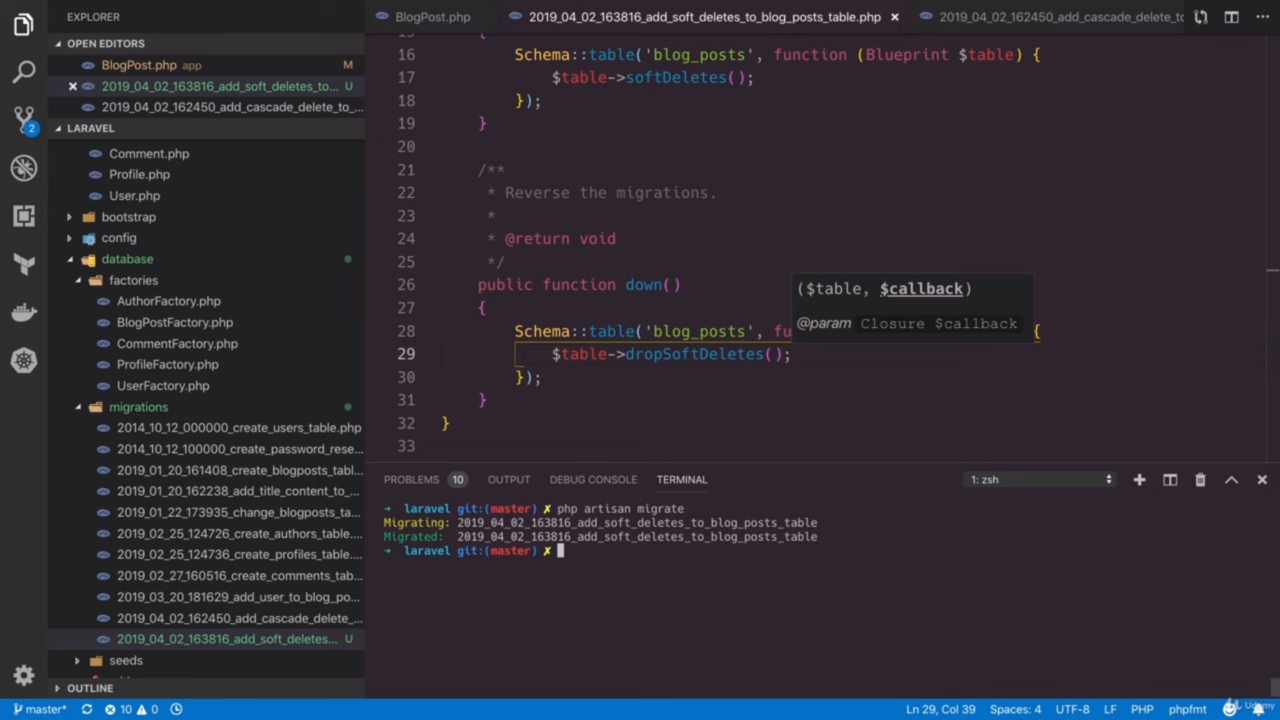 EXPLORER
OPEN EDITORS
BlogPost.php app M
2019_04_02_163816_add_soft_deletes_to... U
2019_04_02_162450_add_cascade_delete_to_...
LARAVEL
Comment.php
Profile.php
User.php
bootstrap
config
database
factories
AuthorFactory.php
BlogPostFactory.php
CommentFactory.php
ProfileFactory.php
UserFactory.php
migrations
2014_10_12_000000_create_users_table.php
2014_10_12_100000_create_password_rese...
2019_01_20_161408_create_blogposts_tabl...
2019_01_20_162238_add_title_content_to_...
2019_01_22_173935_change_blogposts_ta...
2019_02_25_124726_create_authors_table....
2019_02_25_124736_create_profiles_table....
2019_02_27_160516_create_comments_tab...
2019_03_20_181629_add_user_to_blog_po...
2019_04_02_162450_add_cascade_delete_...
2019_04_02_163816_add_soft_deletes... U
seeds
OUTLINE
2
BlogPost.php
2019_04_02_163816_add_soft_deletes_to_blog_posts_table.php
2019_04_02_162450_add_cascade_delete_tc
15 {
16 Schema::table('blog_posts', function (Blueprint $table) {
17 $table->softDeletes();
18 });
19 }
20
21 /**
22 * Reverse the migrations.
23 *
24 * @return void
25 */
26 public function down()
27 {
28 Schema::table('blog_posts', fu {
29 $table->dropSoftDeletes();
30 });
31 }
32 }
33
($table, $callback)
@param Closure $callback
PROBLEMS 10 OUTPUT DEBUG CONSOLE TERMINAL 1: zsh
➜ laravel git:(master) ✗ php artisan migrate
Migrating: 2019_04_02_163816_add_soft_deletes_to_blog_posts_table
Migrated: 2019_04_02_163816_add_soft_deletes_to_blog_posts_table
➜ laravel git:(master) ✗
master* 10 0 Ln 29, Col 39 Spaces: 4 UTF-8 LF PHP phpfmt
Udemy